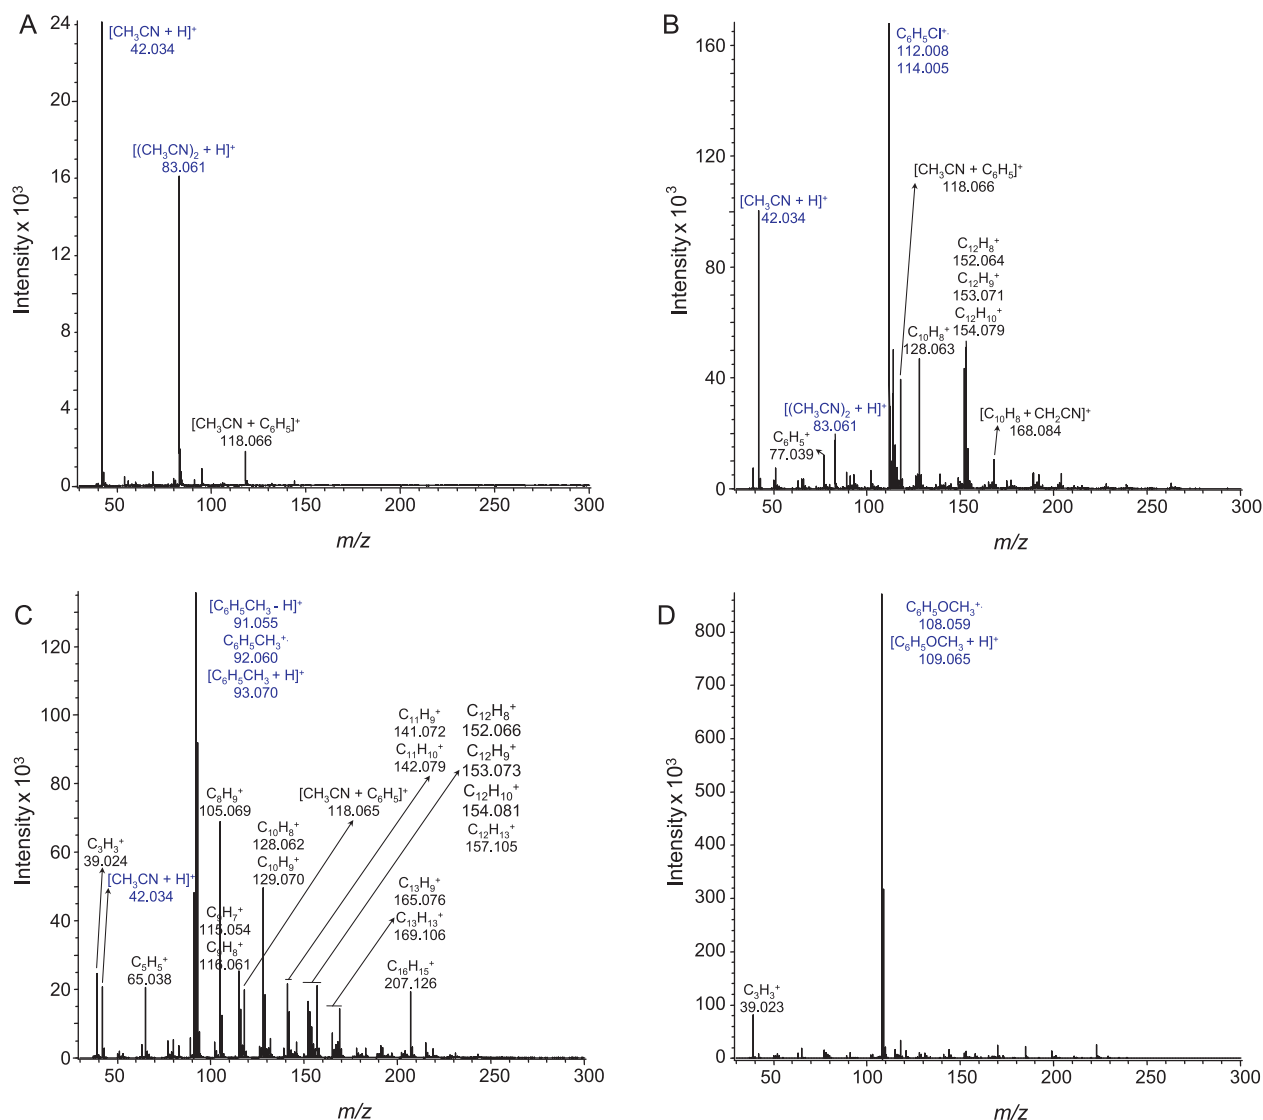 A
Intensity x 10³
24
20
16
12
8
4
0
[CH₃CN + H]⁺
42.034
[(CH₃CN)₂ + H]⁺
83.061
[CH₃CN + C₆H₅]⁺
118.066
50 100 150 200 250 300
m/z
B
Intensity x 10³
160
120
80
40
0
C₆H₅Cl⁺·
112.008
114.005
[CH₃CN + C₆H₅]⁺
118.066
[CH₃CN + H]⁺
42.034
C₁₂H₈⁺
152.064
C₁₂H₉⁺
153.071
C₁₂H₁₀⁺
154.079
C₁₀H₈⁺
128.063
[(CH₃CN)₂ + H]⁺
83.061
C₆H₅⁺
77.039
[C₁₀H₈ + CH₂CN]⁺
168.084
50 100 150 200 250 300
m/z
C
Intensity x 10³
120
100
80
60
40
20
0
[C₆H₅CH₃ - H]⁺
91.055
C₆H₅CH₃⁺·
92.060
[C₆H₅CH₃ + H]⁺
93.070
C₁₁H₉⁺
141.072
C₁₁H₁₀⁺
142.079
C₁₂H₈⁺
152.066
C₁₂H₉⁺
153.073
C₁₂H₁₀⁺
154.081
C₁₂H₁₃⁺
157.105
C₈H₉⁺
105.069
[CH₃CN + C₆H₅]⁺
118.065
C₃H₃⁺
39.024
[CH₃CN + H]⁺
42.034
C₁₀H₈⁺
128.062
C₁₀H₉⁺
129.070
C₉H₇⁺
115.054
C₉H₈⁺
116.061
C₁₃H₉⁺
165.076
C₁₃H₁₃⁺
169.106
C₅H₅⁺
65.038
C₁₆H₁₅⁺
207.126
50 100 150 200 250 300
m/z
D
Intensity x 10³
800
700
600
500
400
300
200
100
0
C₆H₅OCH₃⁺·
108.059
[C₆H₅OCH₃ + H]⁺
109.065
C₃H₃⁺
39.023
50 100 150 200 250 300
m/z